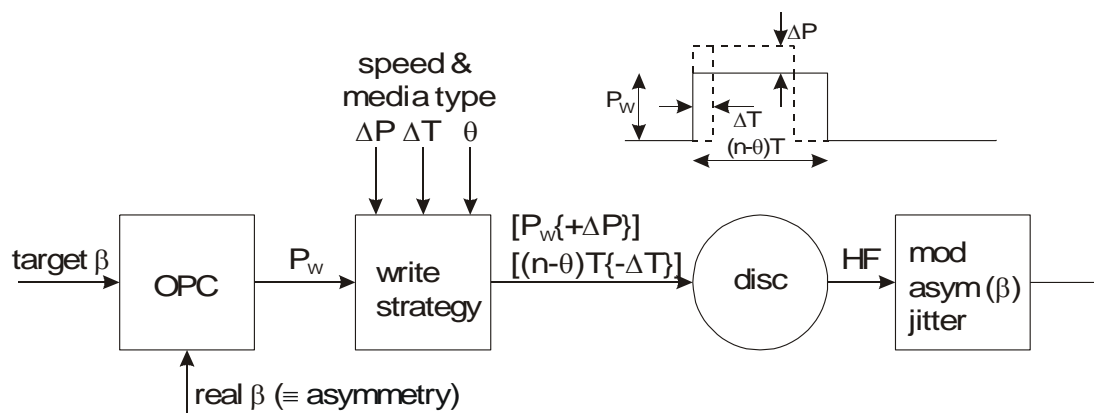 speed &
media type
ΔP ΔT θ
ΔP
P_W
ΔT
(n-θ)T
target β
OPC
P_W
write
strategy
[P_W{+ΔP}]
[(n-θ)T{-ΔT}]
disc
HF
mod
asym (β)
jitter
real β (≡ asymmetry)